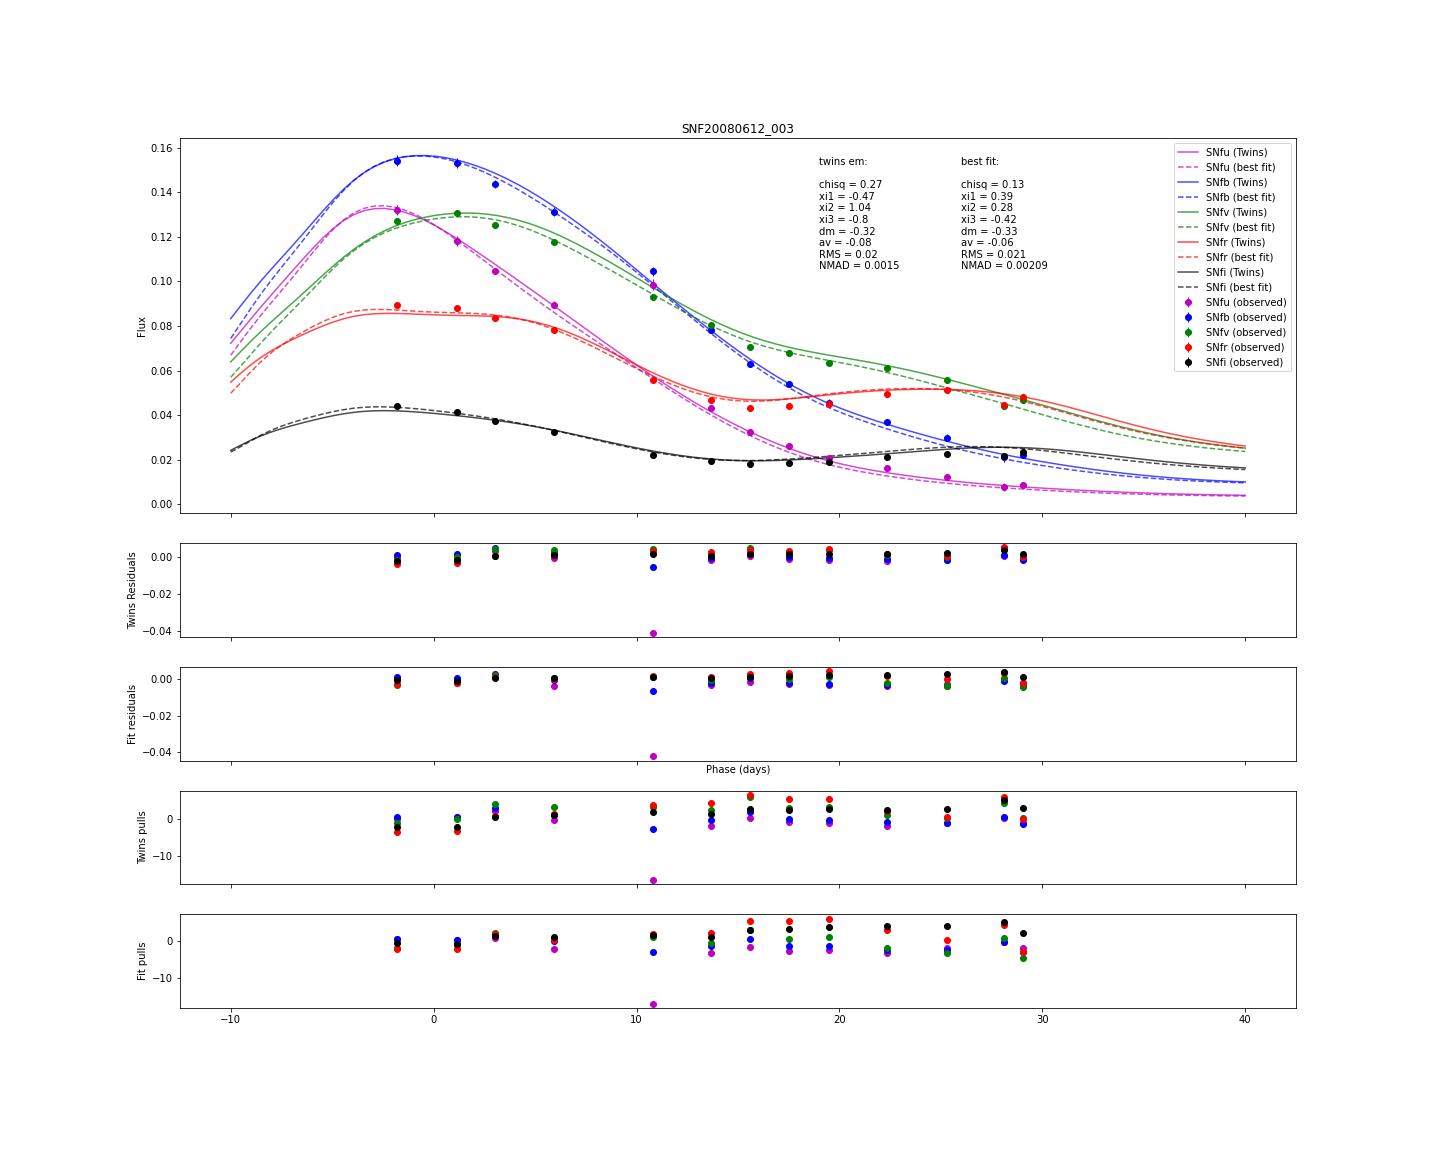 SNF20080612_003
0.16
0.14
0.12
0.10
0.08
0.06
0.04
0.02
0.00
Flux
twins em:
chisq = 0.27
xi1 = -0.47
xi2 = 1.04
xi3 = -0.8
dm = -0.32
av = -0.08
RMS = 0.02
NMAD = 0.0015
best fit:
chisq = 0.13
xi1 = 0.39
xi2 = 0.28
xi3 = -0.42
dm = -0.33
av = -0.06
RMS = 0.021
NMAD = 0.00209
SNfu (Twins)
SNfu (best fit)
SNfb (Twins)
SNfb (best fit)
SNfv (Twins)
SNfv (best fit)
SNfr (Twins)
SNfr (best fit)
SNfi (Twins)
SNfi (best fit)
SNfu (observed)
SNfb (observed)
SNfv (observed)
SNfr (observed)
SNfi (observed)
0.00
−0.02
−0.04
Twins Residuals
0.00
−0.02
−0.04
Fit residuals
Phase (days)
0
−10
Twins pulls
0
−10
Fit pulls
−10
0
10
20
30
40